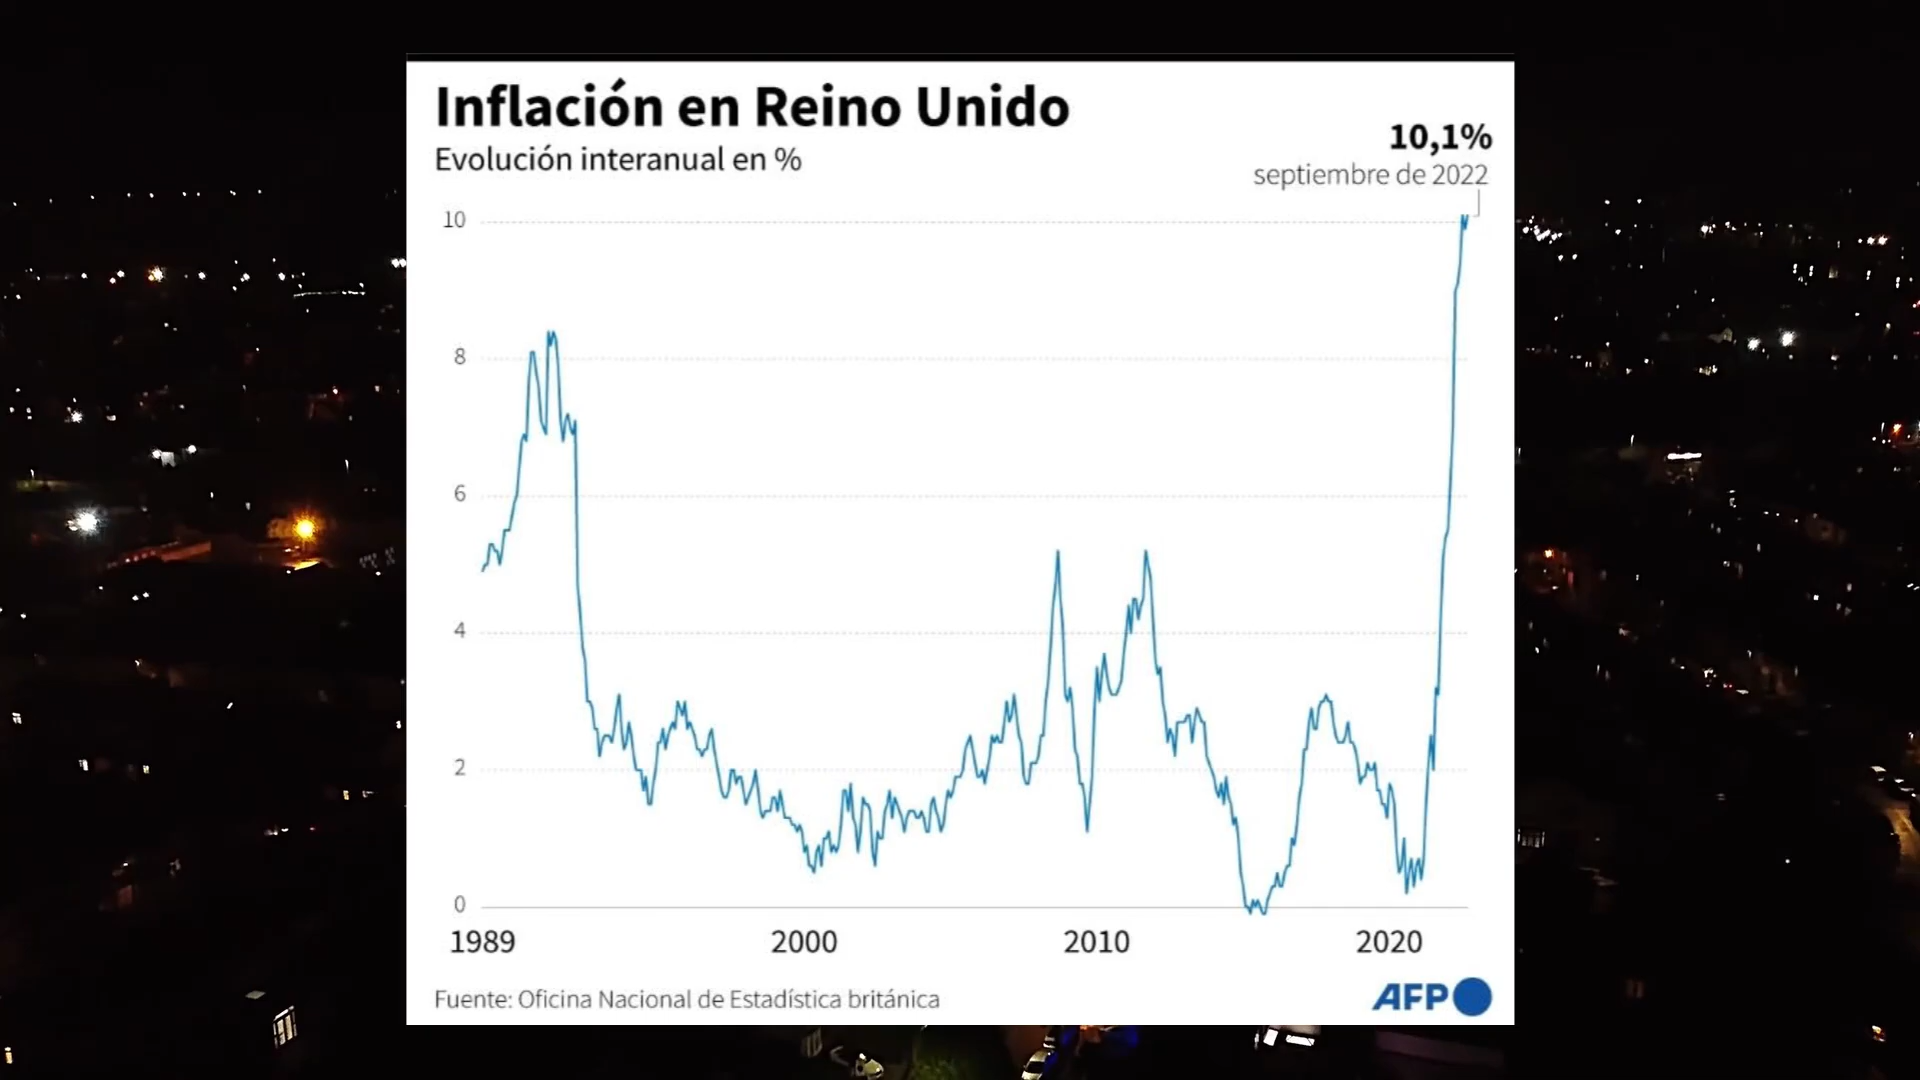 Inflación en Reino Unido
Evolución interanual en %
10,1%
septiembre de 2022
10
8
6
4
2
0
1989 2000 2010 2020
Fuente: Oficina Nacional de Estadística británica
AFP